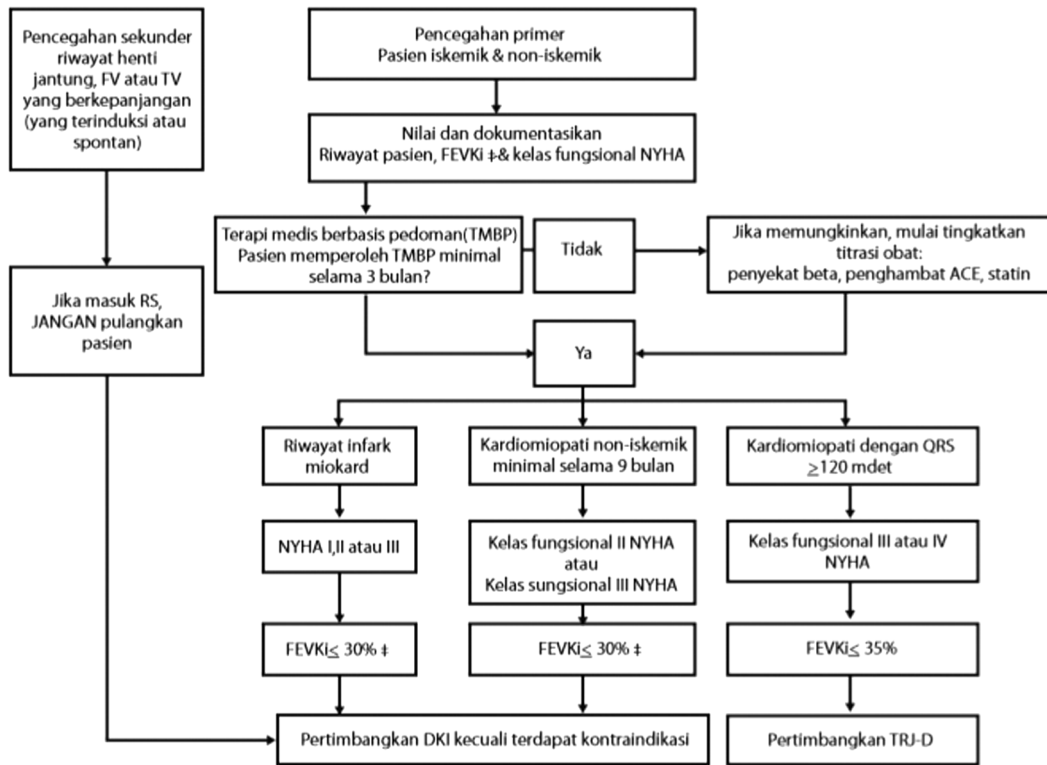 Pencegahan sekunder
riwayat henti
jantung, FV atau TV
yang berkepanjangan
(yang terinduksi atau
spontan)
Pencegahan primer
Pasien iskemik & non-iskemik
Nilai dan dokumentasikan
Riwayat pasien, FEVKi ‡& kelas fungsional NYHA
Terapi medis berbasis pedoman(TMBP)
Pasien memperoleh TMBP minimal
selama 3 bulan?
Tidak
Jika memungkinkan, mulai tingkatkan
titrasi obat:
penyekat beta, penghambat ACE, statin
Jika masuk RS,
JANGAN pulangkan
pasien
Ya
Riwayat infark
miokard
Kardiomiopati non-iskemik
minimal selama 9 bulan
Kardiomiopati dengan QRS
≥120 mdet
NYHA I,II atau III
Kelas fungsional II NYHA
atau
Kelas sungsional III NYHA
Kelas fungsional III atau IV
NYHA
FEVKi≤ 30% ‡
FEVKi≤ 30% ‡
FEVKi≤ 35%
Pertimbangkan DKI kecuali terdapat kontraindikasi
Pertimbangkan TRJ-D